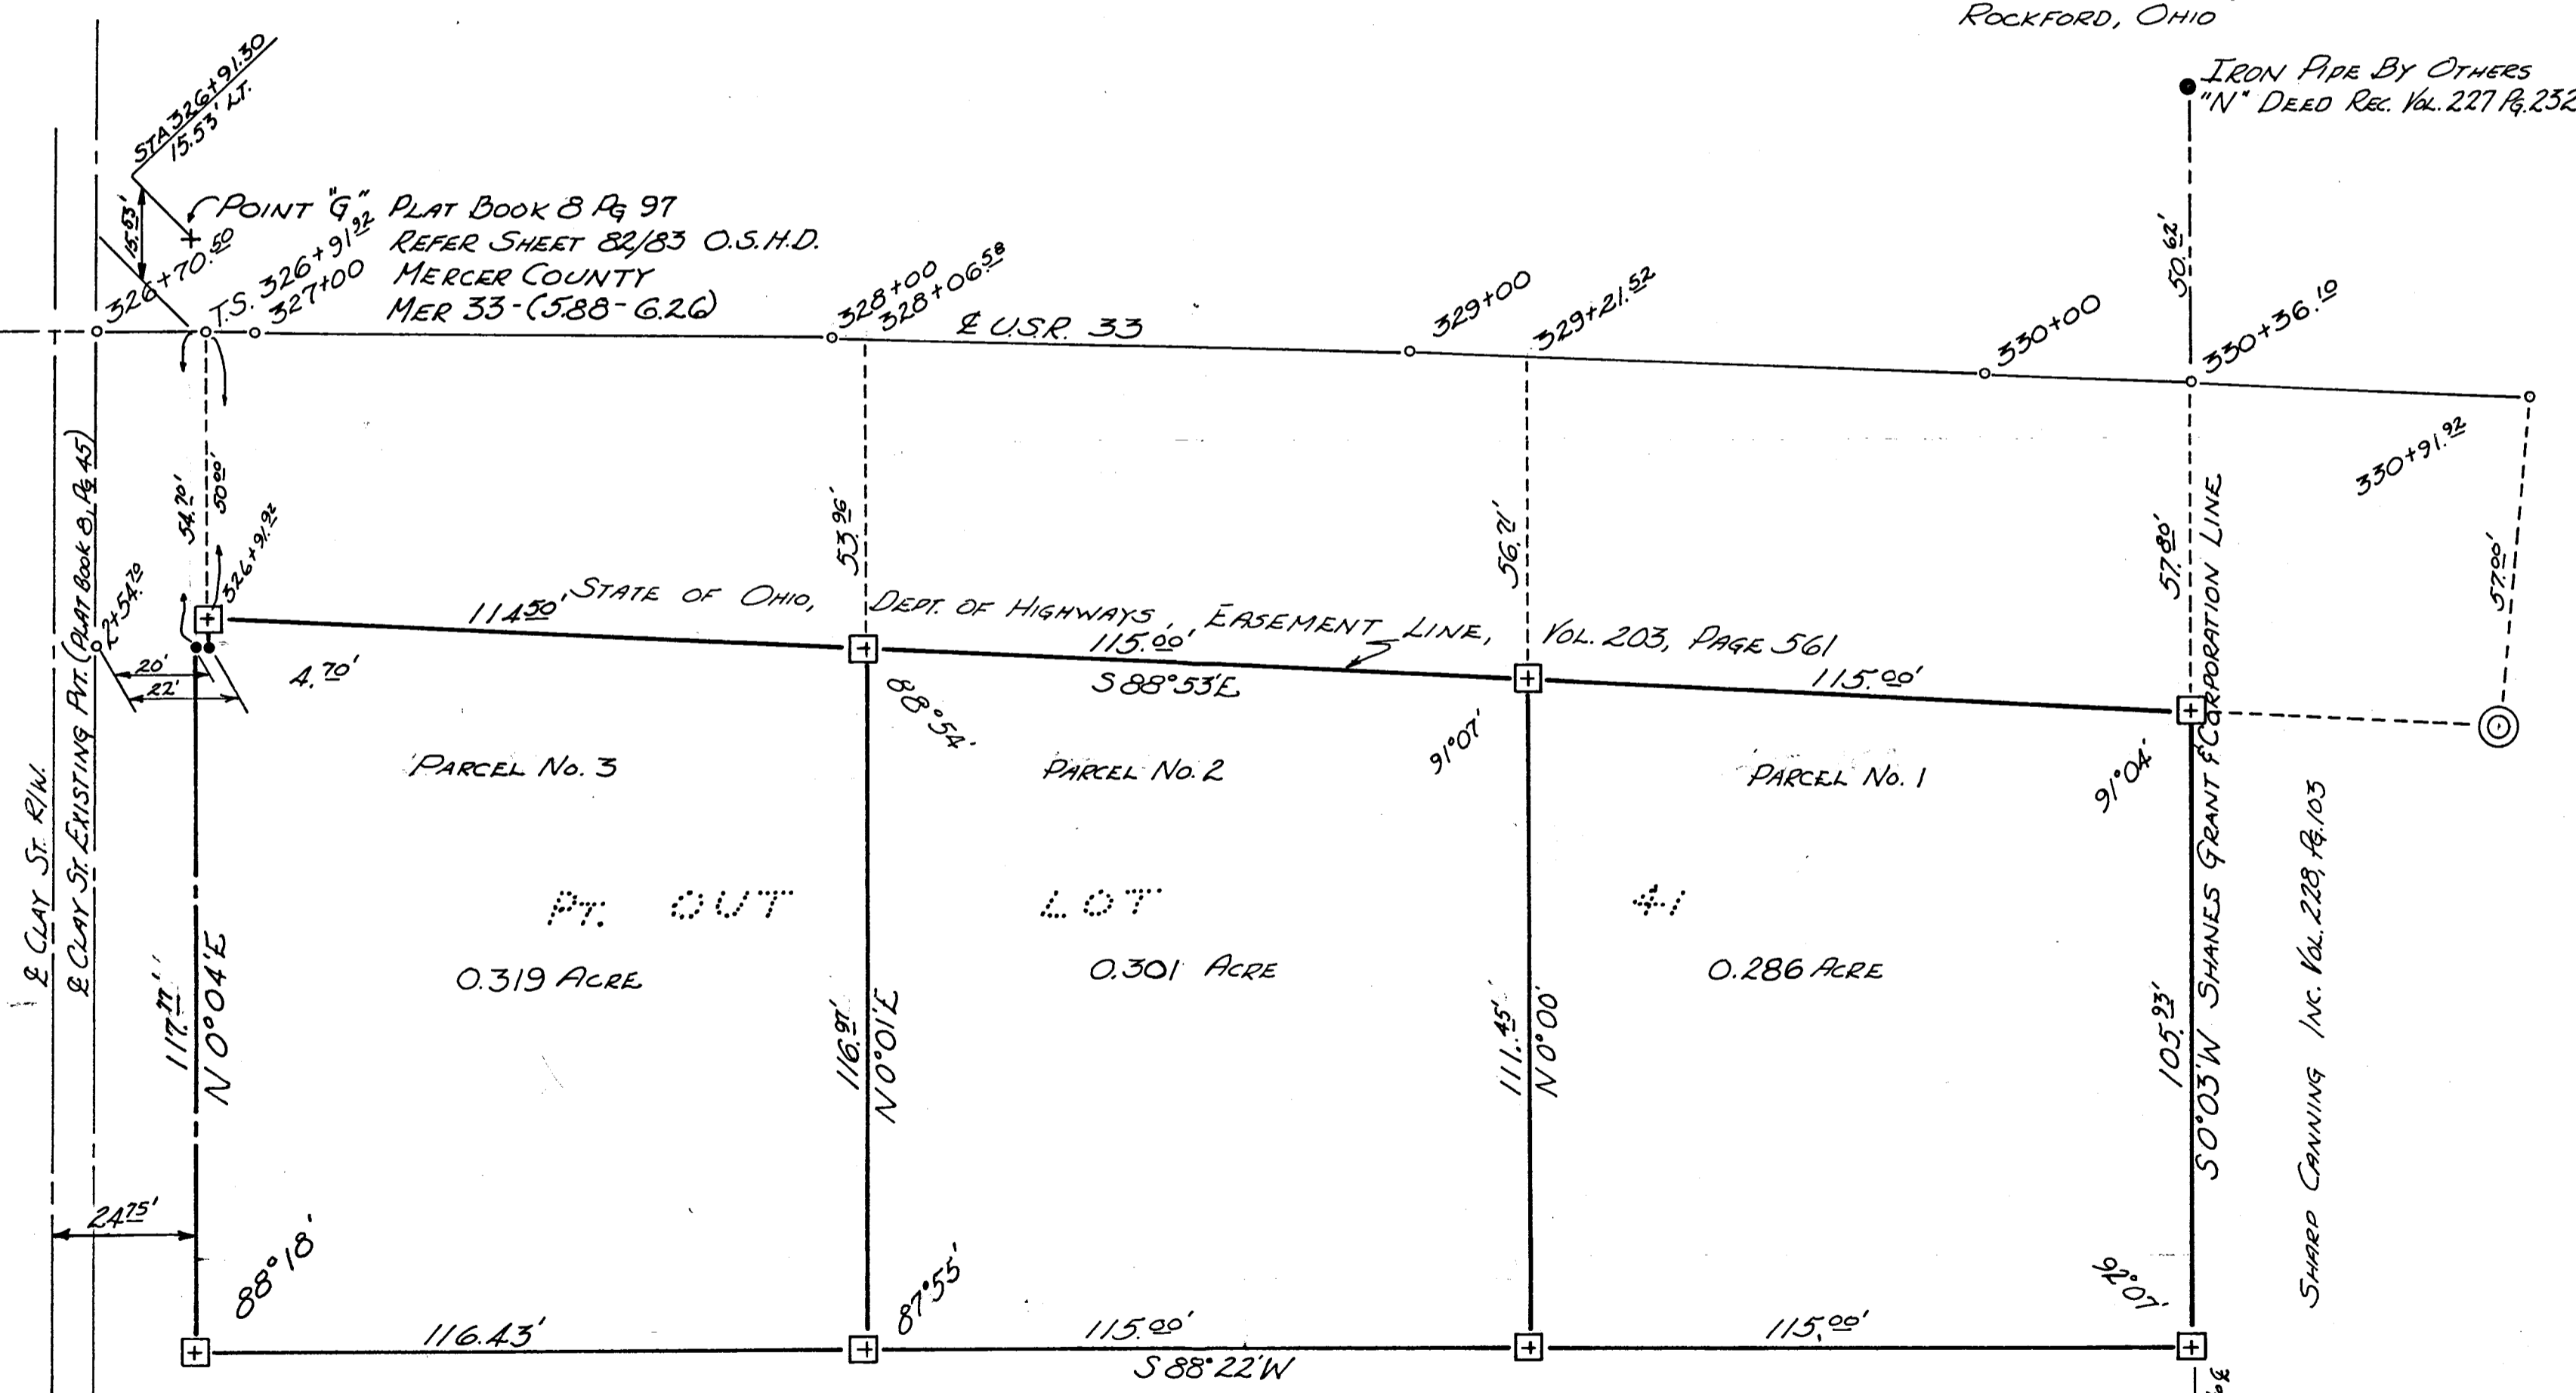 ROCKFORD, OHIO
IRON PIPE BY OTHERS
"N" DEED REC. VOL. 227 PG. 232
STA 326+91.30
15.53' LT.
15.53'
POINT "G" PLAT BOOK 8 PG 97
REFER SHEET 82/83 O.S.H.D.
MERCER COUNTY
MER 33-(5.88-6.26)
326+70.50
T.S. 326+91.92
327+00
328+00
328+06.58
℄ U.S.R. 33
329+00
329+21.52
330+00
330+36.10
50.62'
330+91.92
54.70'
50.00'
326+91.92
53.96'
56.71'
57.80'
57.00'
2+54.70
20'
22'
4.70'
114.50'
STATE OF OHIO, DEPT. OF HIGHWAYS, EASEMENT LINE, VOL. 203, PAGE 561
115.00'
S 88°53'E
115.00'
88°54'
91°07'
91°04'
PARCEL NO. 3
PARCEL NO. 2
PARCEL NO. 1
PT. OUT LOT 41
0.319 ACRE
0.301 ACRE
0.286 ACRE
℄ CLAY ST. R/W.
℄ CLAY ST. EXISTING PVT. (PLAT BOOK 8, PG 45)
117.77'
N 0°04'E
116.97'
N 0°01'E
111.45'
N 0°00'
105.93'
S 0°03'W SHANES GRANT & CORPORATION LINE
SHARP CANNING INC. VOL. 228, PG. 103
24.75'
88°18'
87°55'
92°07'
116.43'
115.00'
S 88°22'W
115.00'